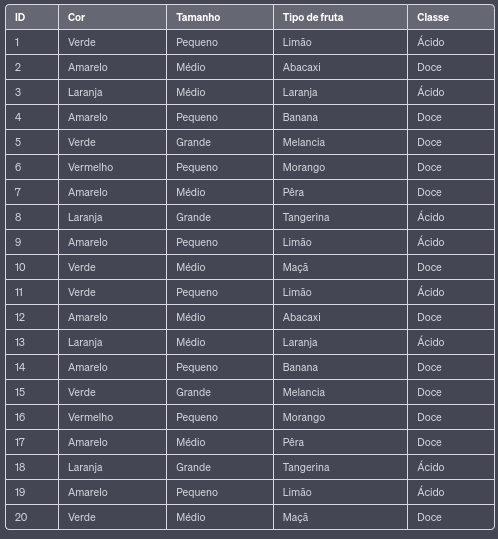 ID Cor Tamanho Tipo de fruta Classe
1 Verde Pequeno Limão Ácido
2 Amarelo Médio Abacaxi Doce
3 Laranja Médio Laranja Ácido
4 Amarelo Pequeno Banana Doce
5 Verde Grande Melancia Doce
6 Vermelho Pequeno Morango Doce
7 Amarelo Médio Pêra Doce
8 Laranja Grande Tangerina Ácido
9 Amarelo Pequeno Limão Ácido
10 Verde Médio Maçã Doce
11 Verde Pequeno Limão Ácido
12 Amarelo Médio Abacaxi Doce
13 Laranja Médio Laranja Ácido
14 Amarelo Pequeno Banana Doce
15 Verde Grande Melancia Doce
16 Vermelho Pequeno Morango Doce
17 Amarelo Médio Pêra Doce
18 Laranja Grande Tangerina Ácido
19 Amarelo Pequeno Limão Ácido
20 Verde Médio Maçã Doce